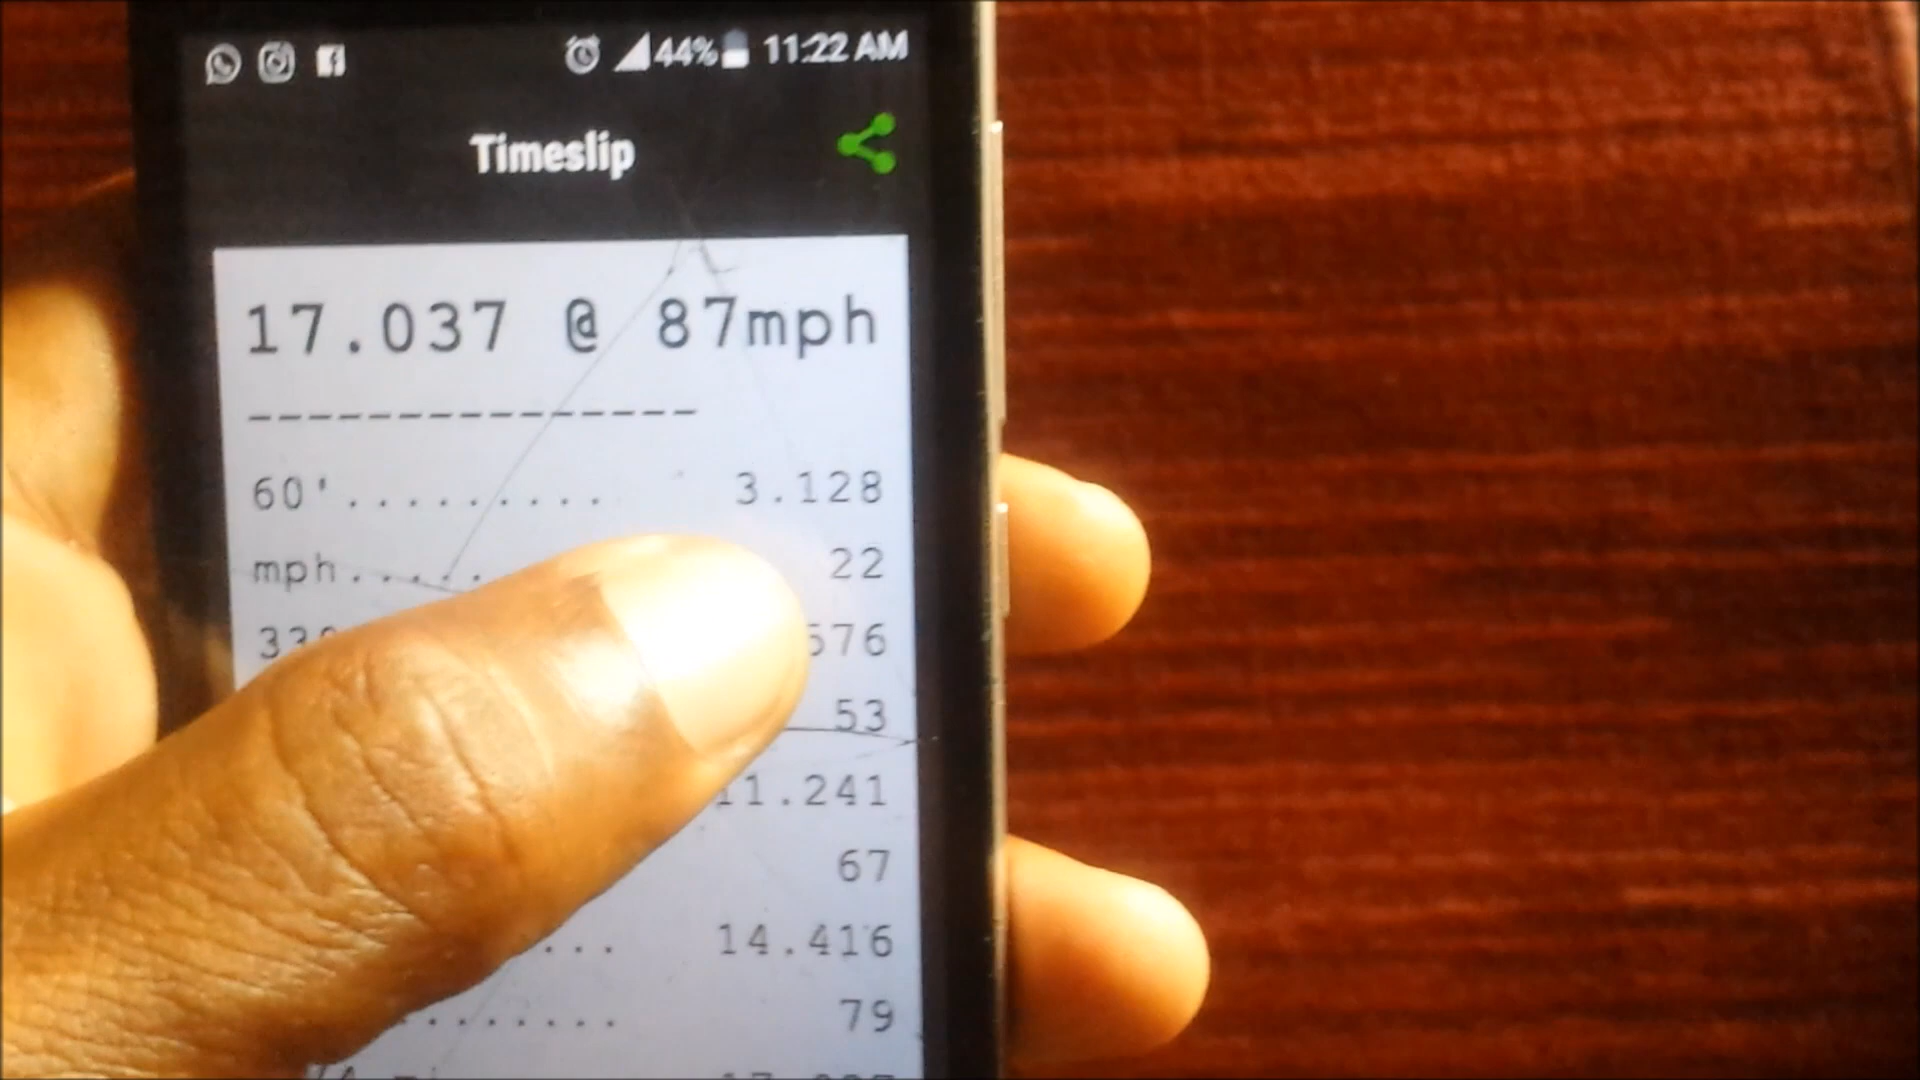 44% 11:22 AM
Timeslip
17.037 @ 87mph
---------------
60'......... 3.128
mph..... 22
576
53
11.241
67
... 14.416
....... 79